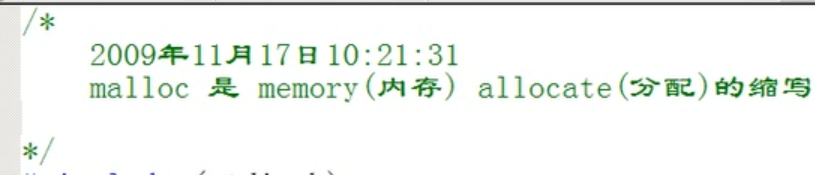 /*
2009年11月17日10:21:31
malloc 是 memory(内存) allocate(分配)的缩写
*/